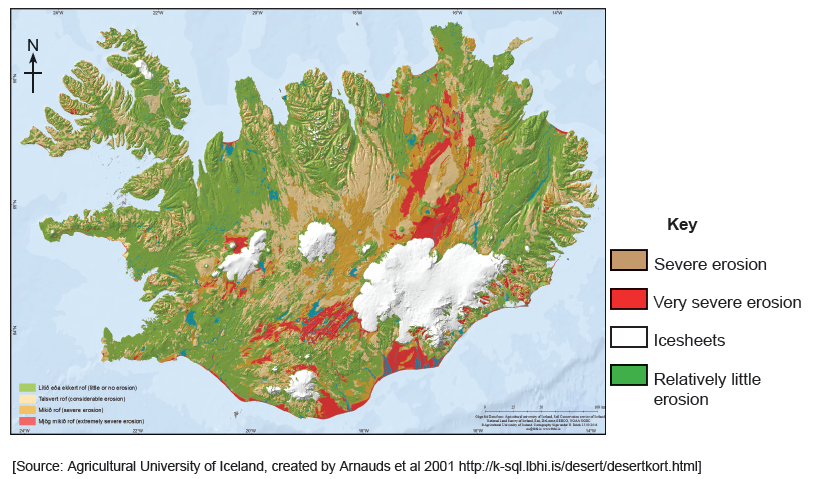 24°W 22°W 20°W 18°W 16°W 14°W
N
66°N
65°N
64°N
Lítið eða ekkert rof (little or no erosion)
Talsvert rof (considerable erosion)
Mikið rof (severe erosion)
Mjög mikið rof (extremely severe erosion)
24°W 22°W 20°W 18°W 16°W 14°W
Key
Severe erosion
Very severe erosion
Icesheets
Relatively little
erosion
[Source: Agricultural University of Iceland, created by Arnauds et al 2001 http://k-sql.lbhi.is/desert/desertkort.html]